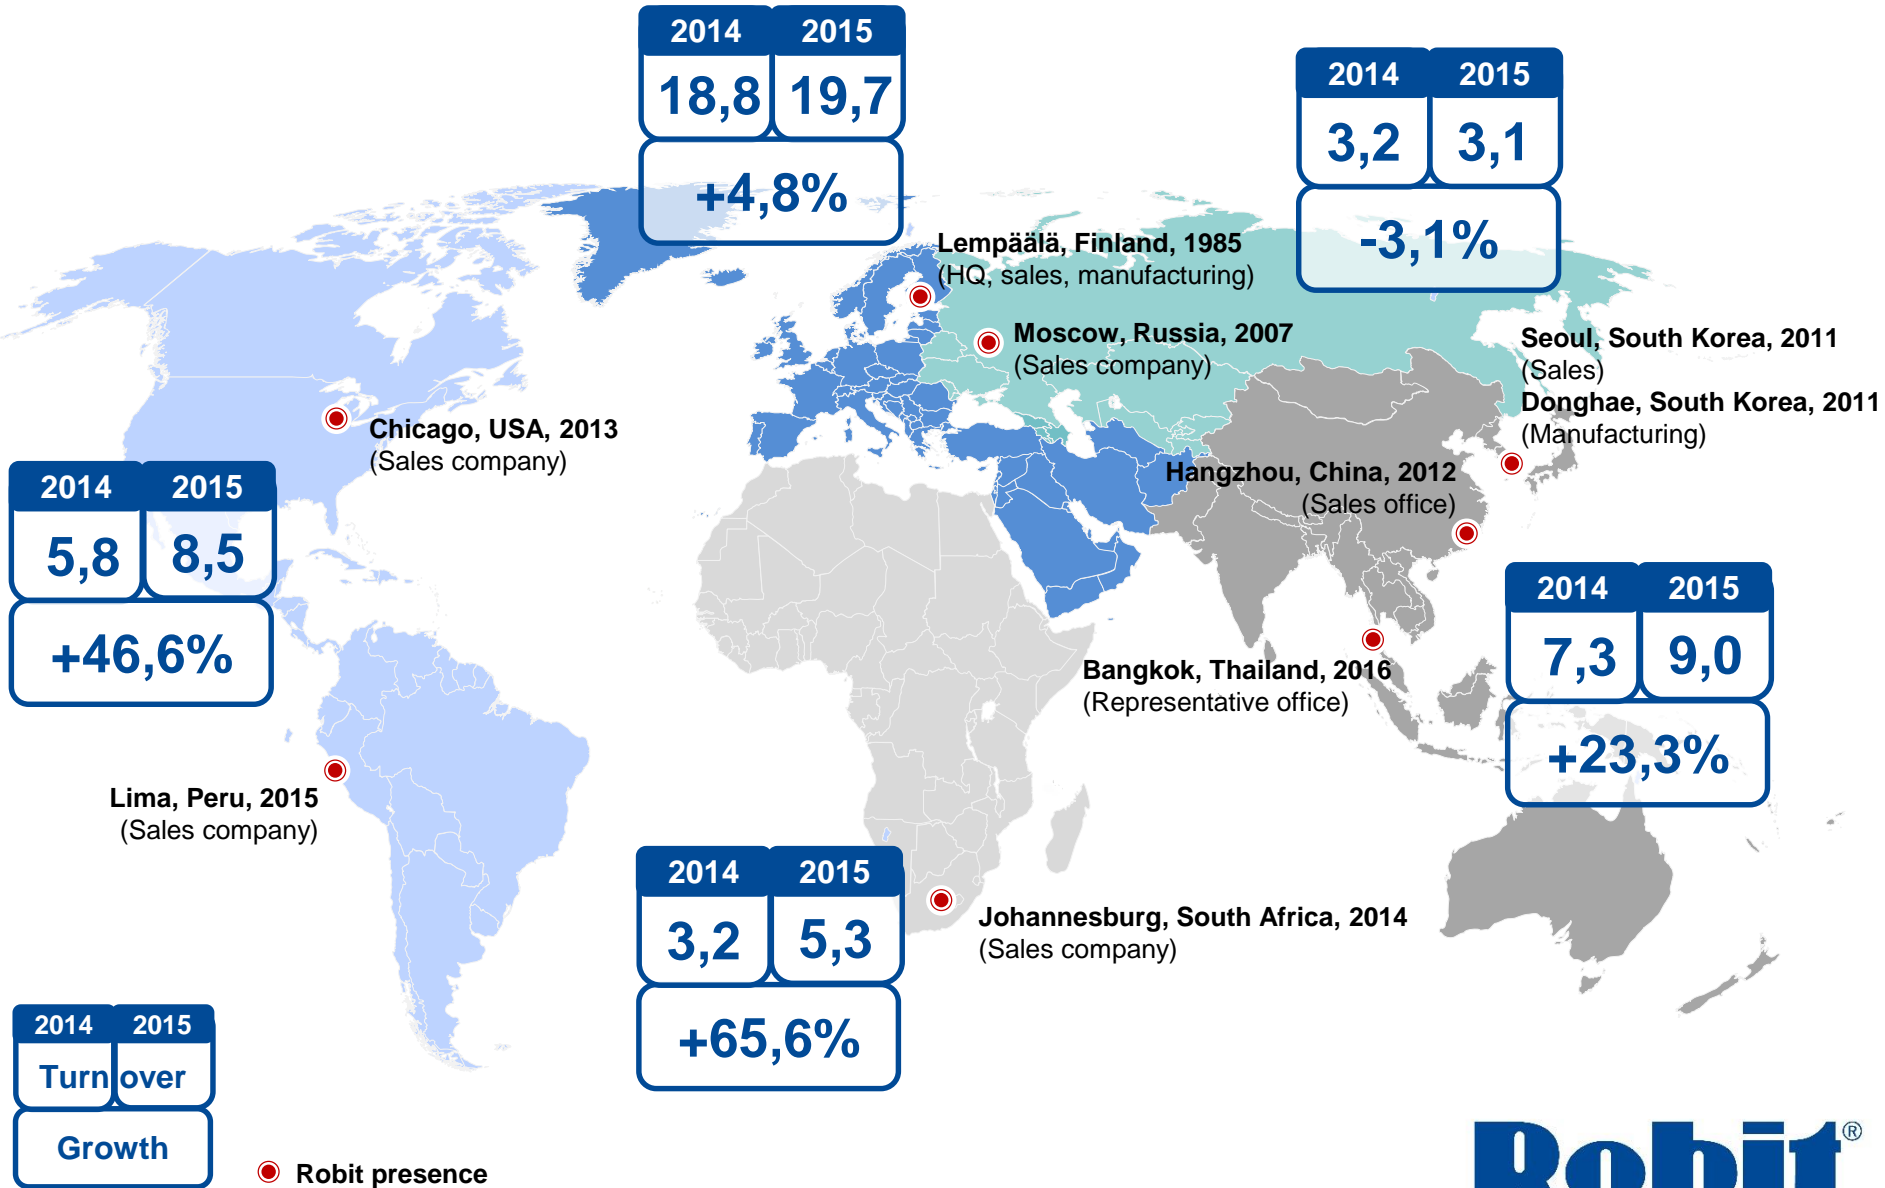 2014 2015
18,8 19,7
+4,8%
2014 2015
3,2 3,1
-3,1%
Lempäälä, Finland, 1985
(HQ, sales, manufacturing)
Moscow, Russia, 2007
(Sales company)
Seoul, South Korea, 2011
(Sales)
Donghae, South Korea, 2011
(Manufacturing)
Chicago, USA, 2013
(Sales company)
Hangzhou, China, 2012
(Sales office)
2014 2015
5,8 8,5
+46,6%
2014 2015
7,3 9,0
+23,3%
Bangkok, Thailand, 2016
(Representative office)
Lima, Peru, 2015
(Sales company)
2014 2015
3,2 5,3
+65,6%
Johannesburg, South Africa, 2014
(Sales company)
2014 2015
Turnover
Growth
Robit presence
Robit®